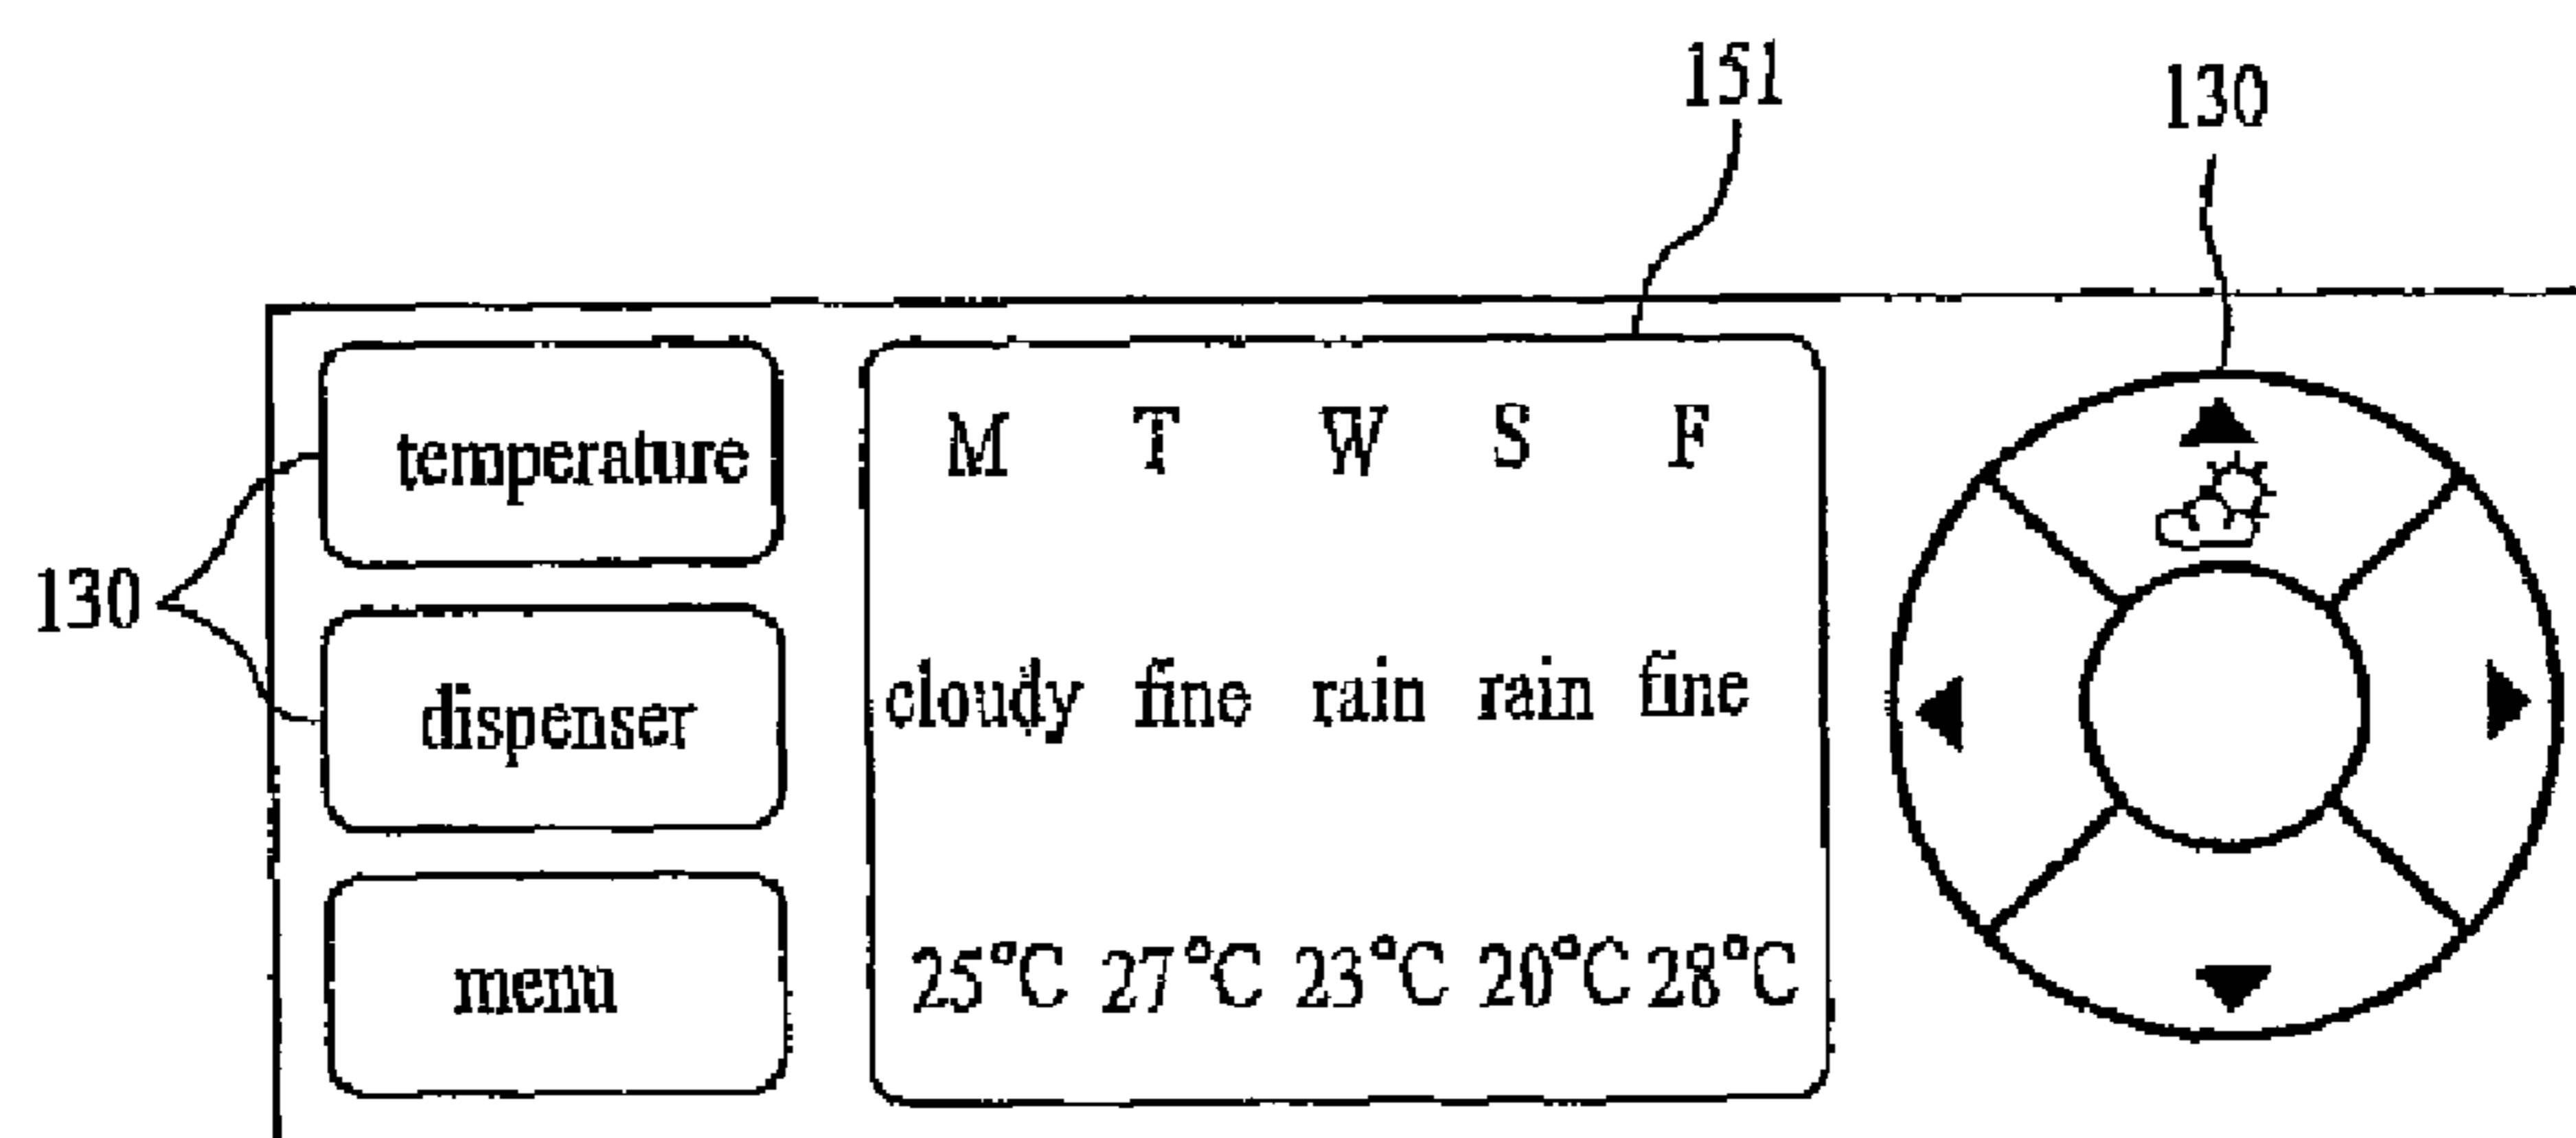 151
130
temperature
M T W S F
130
dispenser
cloudy fine rain rain fine
menu
25°C 27°C 23°C 20°C 28°C